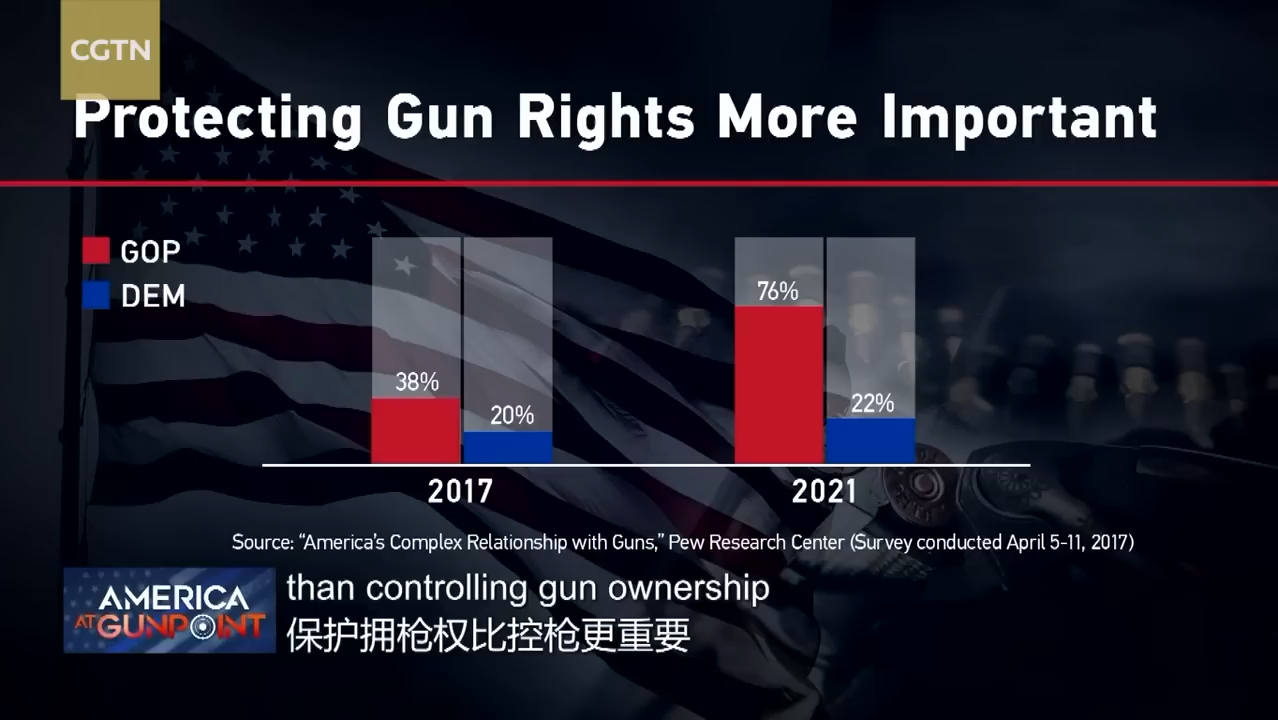 CGTN
Protecting Gun Rights More Important
GOP
DEM
38%
20%
76%
22%
2017
2021
Source: “America’s Complex Relationship with Guns,” Pew Research Center (Survey conducted April 5-11, 2017)
AMERICA
AT GUNPOINT
than controlling gun ownership
保护拥枪权比控枪更重要